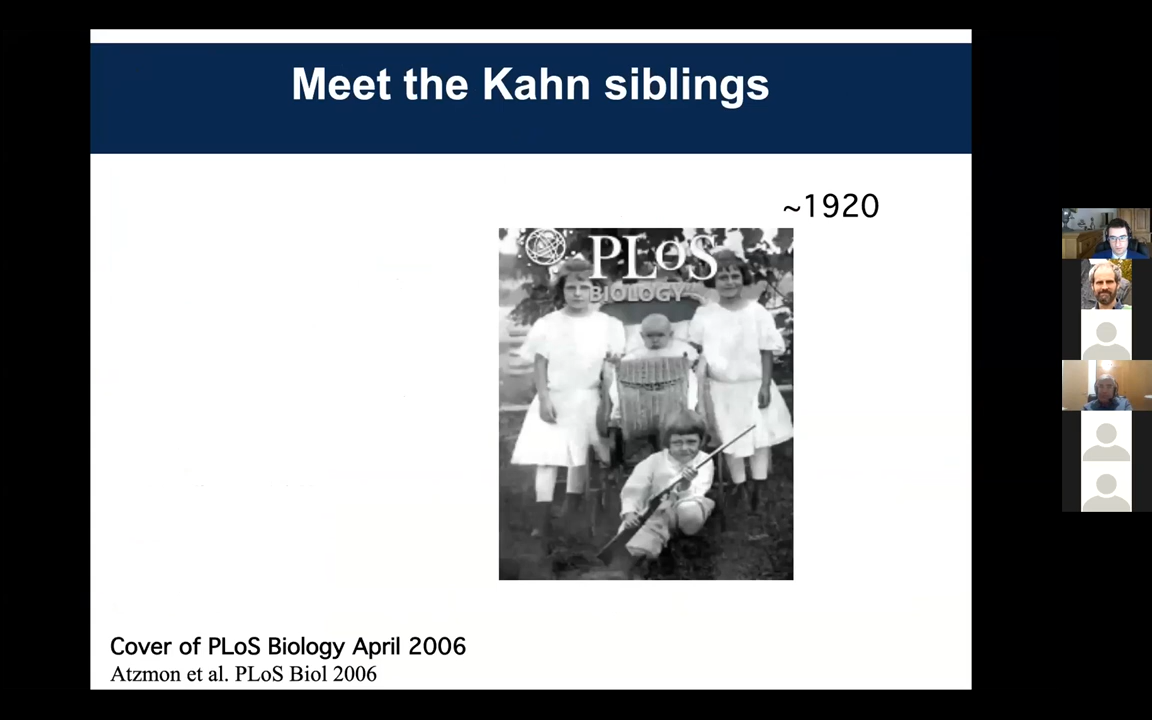 Meet the Kahn siblings
~1920
PLoS
BIOLOGY
Cover of PLoS Biology April 2006
Atzmon et al. PLoS Biol 2006